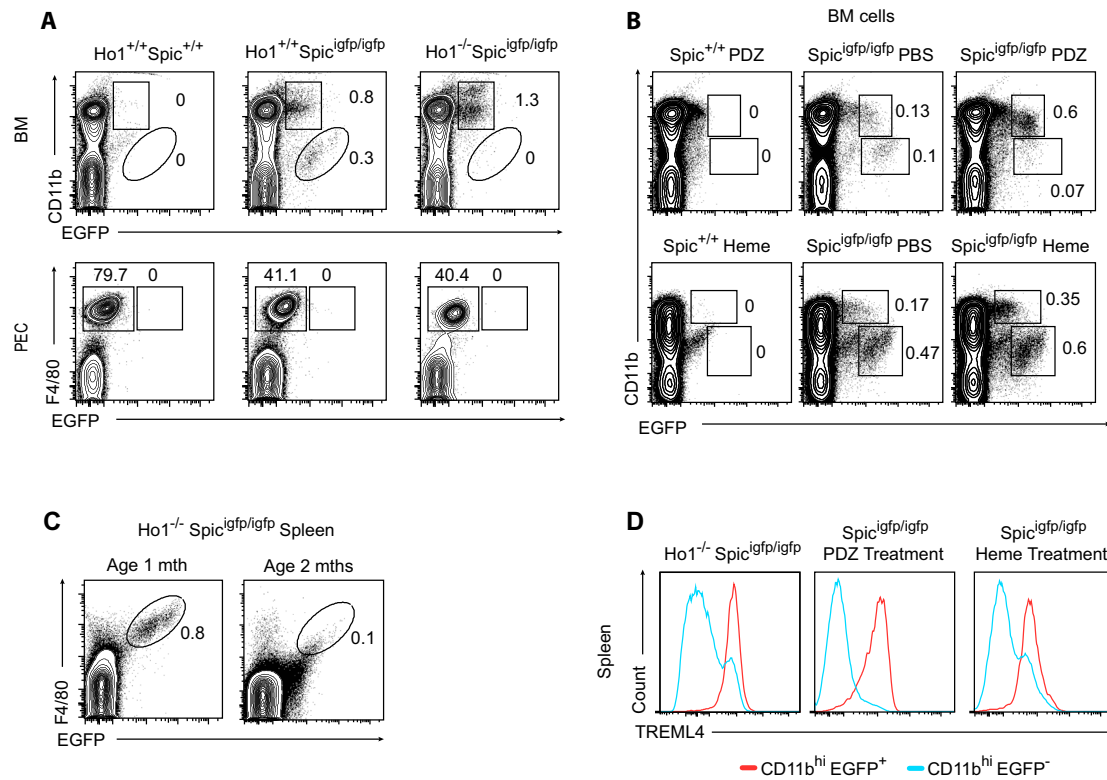 A
Ho1+/+Spic+/+ Ho1+/+Spicigfp/igfp Ho1-/-Spicigfp/igfp
BM
CD11b
0 0.8 1.3
0 0.3 0
EGFP
79.7 0 41.1 0 40.4 0
PEC
F4/80
EGFP
B
BM cells
Spic+/+ PDZ Spicigfp/igfp PBS Spicigfp/igfp PDZ
0 0.13 0.6
0 0.1 0.07
Spic+/+ Heme Spicigfp/igfp PBS Spicigfp/igfp Heme
0 0.17 0.35
0 0.47 0.6
CD11b
EGFP
C
Ho1-/- Spicigfp/igfp Spleen
Age 1 mth Age 2 mths
0.8 0.1
F4/80
EGFP
D
Ho1-/- Spicigfp/igfp
Spicigfp/igfp
PDZ Treatment
Spicigfp/igfp
Heme Treatment
Spleen
Count
TREML4
CD11bhi EGFP+ CD11bhi EGFP-